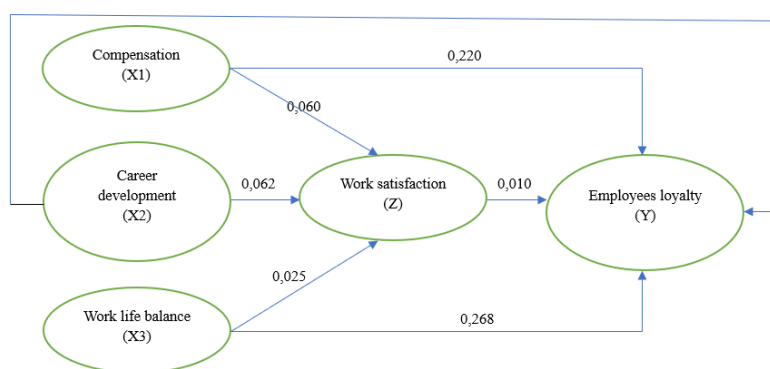 Compensation
(X1)
0,220
0,060
Career
development
(X2)
0,062
Work satisfaction
(Z)
0,010
Employees loyalty
(Y)
0,025
Work life balance
(X3)
0,268